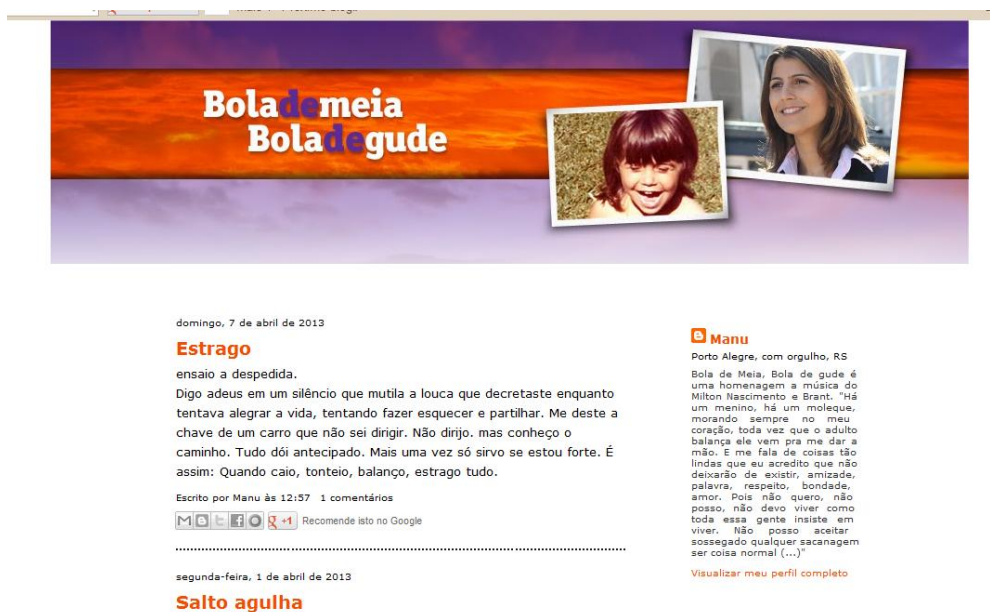 Bolademeia
Boladegude
domingo, 7 de abril de 2013
Estrago
ensaio a despedida.
Digo adeus em um silêncio que mutila a louca que decretaste enquanto
tentava alegrar a vida, tentando fazer esquecer e partilhar. Me deste a
chave de um carro que não sei dirigir. Não dirijo. mas conheço o
caminho. Tudo dói antecipado. Mais uma vez só sirvo se estou forte. É
assim: Quando caio, tonteio, balanço, estrago tudo.
Escrito por Manu às 12:57 1 comentários
+1 Recomende isto no Google
segunda-feira, 1 de abril de 2013
Salto agulha
Manu
Porto Alegre, com orgulho, RS
Bola de Meia, Bola de gude é
uma homenagem a música do
Milton Nascimento e Brant. "Há
um menino, há um moleque,
morando sempre no meu
coração, toda vez que o adulto
balança ele vem pra me dar a
mão. E me fala de coisas tão
lindas que eu acredito que não
deixarão de existir, amizade,
palavra, respeito, bondade,
amor. Pois não quero, não
posso, não devo viver como
toda essa gente insiste em
viver. Não posso aceitar
sossegado qualquer sacanagem
ser coisa normal (...)"
Visualizar meu perfil completo